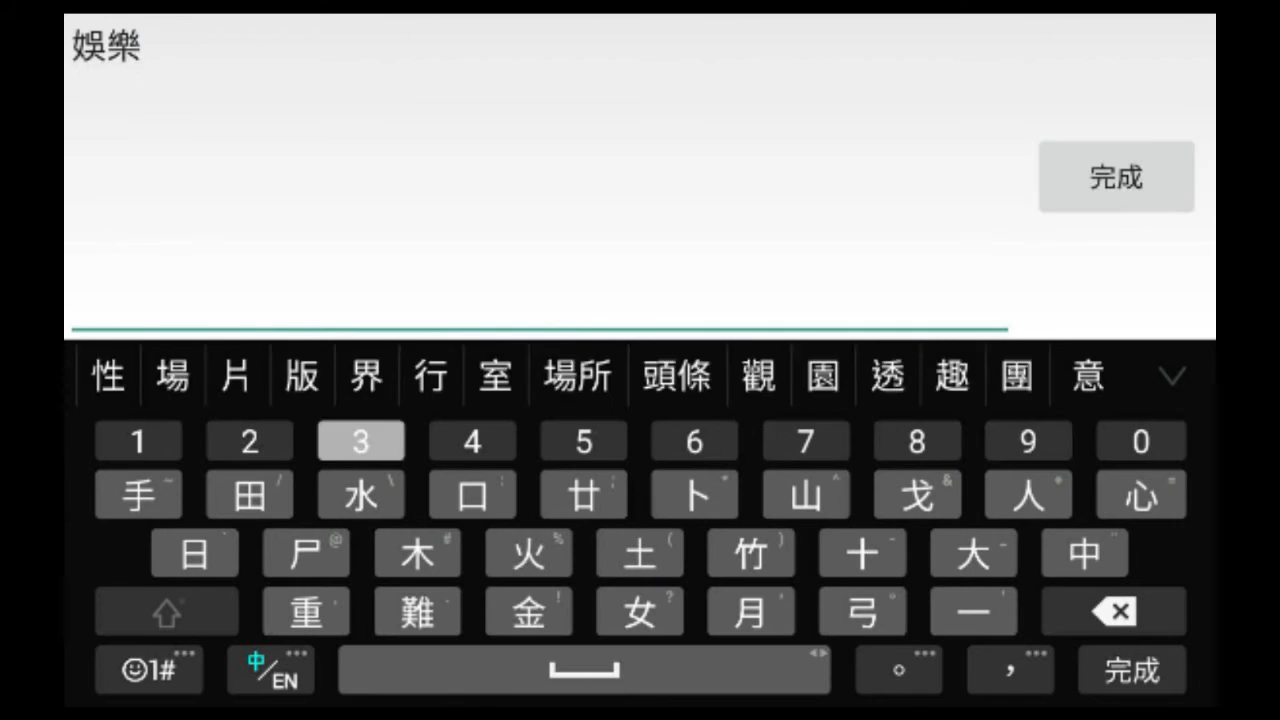 娛樂
完成
性 場 片 版 界 行 室 場所 頭條 觀 園 透 趣 團 意
1 2 3 4 5 6 7 8 9 0
手 田 水 口 廿 卜 山 戈 人 心
日 尸 木 火 土 竹 十 大 中
重 難 金 女 月 弓 一
1# 中/EN 。 , 完成